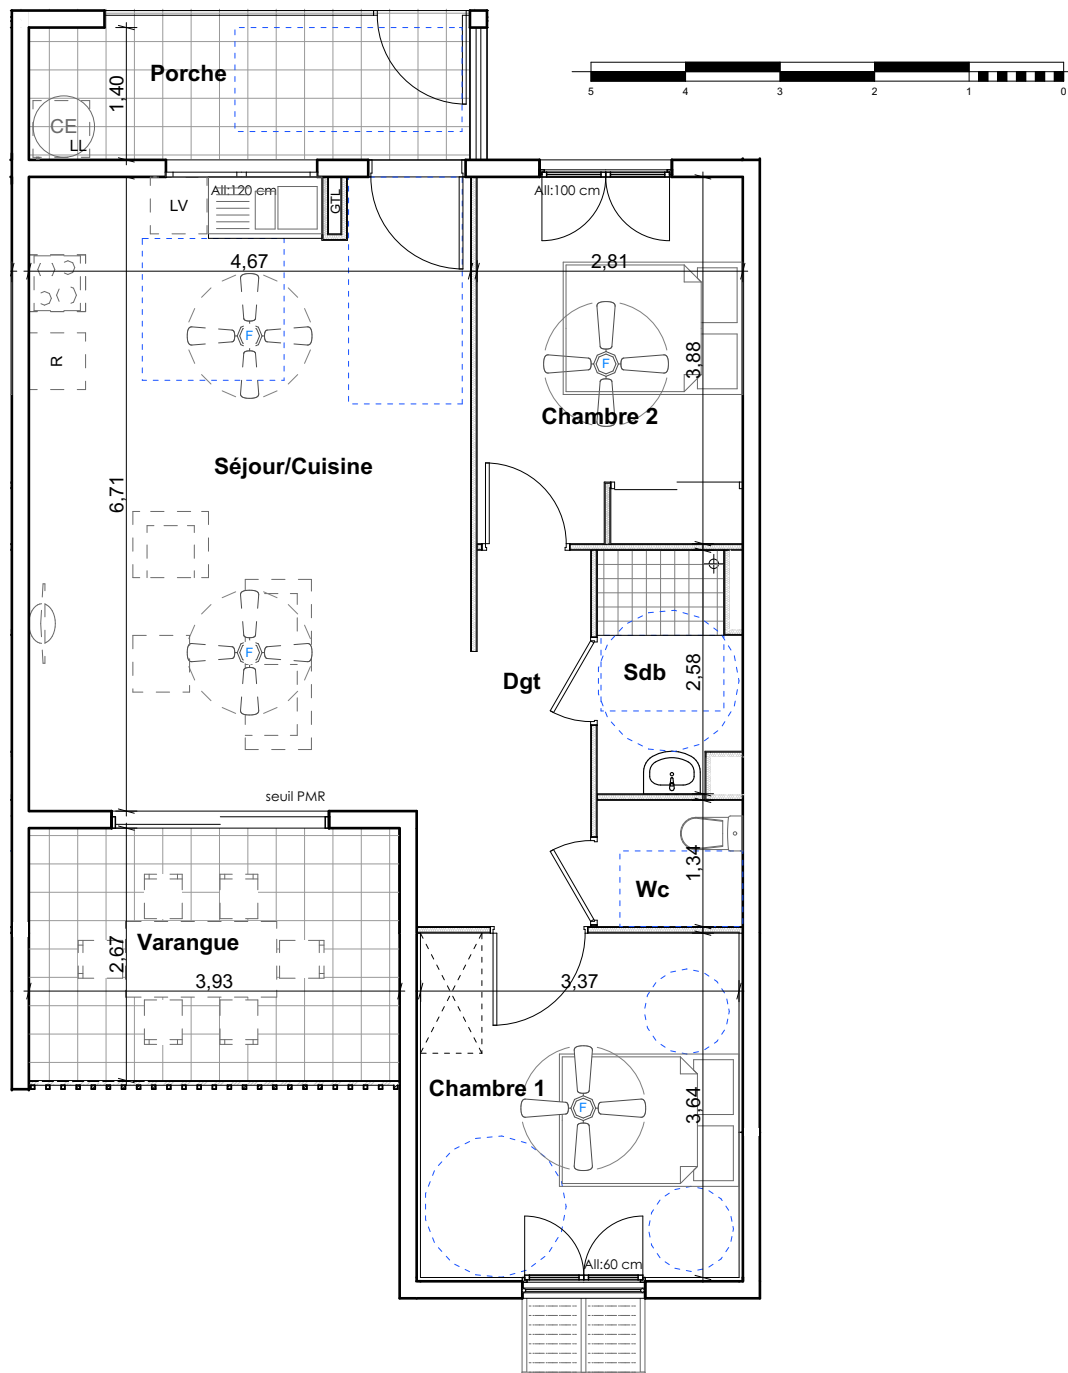 Porche
1,40
CE
LL
5 4 3 2 1 0
All:120 cm
All:100 cm
LV
GTL
4,67
2,81
F
F
R
3,88
Chambre 2
Séjour/Cuisine
6,71
F
Dgt
Sdb
2,58
seuil PMR
1,34
Wc
Varangue
2,67
3,93
3,37
Chambre 1
F
3,64
All:60 cm